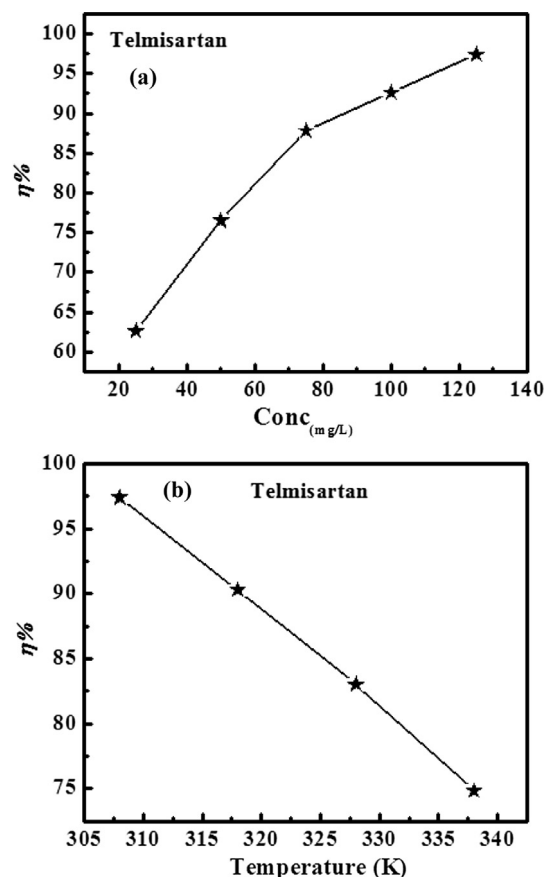 Telmisartan
(a)
100
95
90
85
80
75
70
65
60
η%
20 40 60 80 100 120 140
Conc(mg/L)
(b) Telmisartan
100
95
90
85
80
75
η%
305 310 315 320 325 330 335 340
Temperature (K)